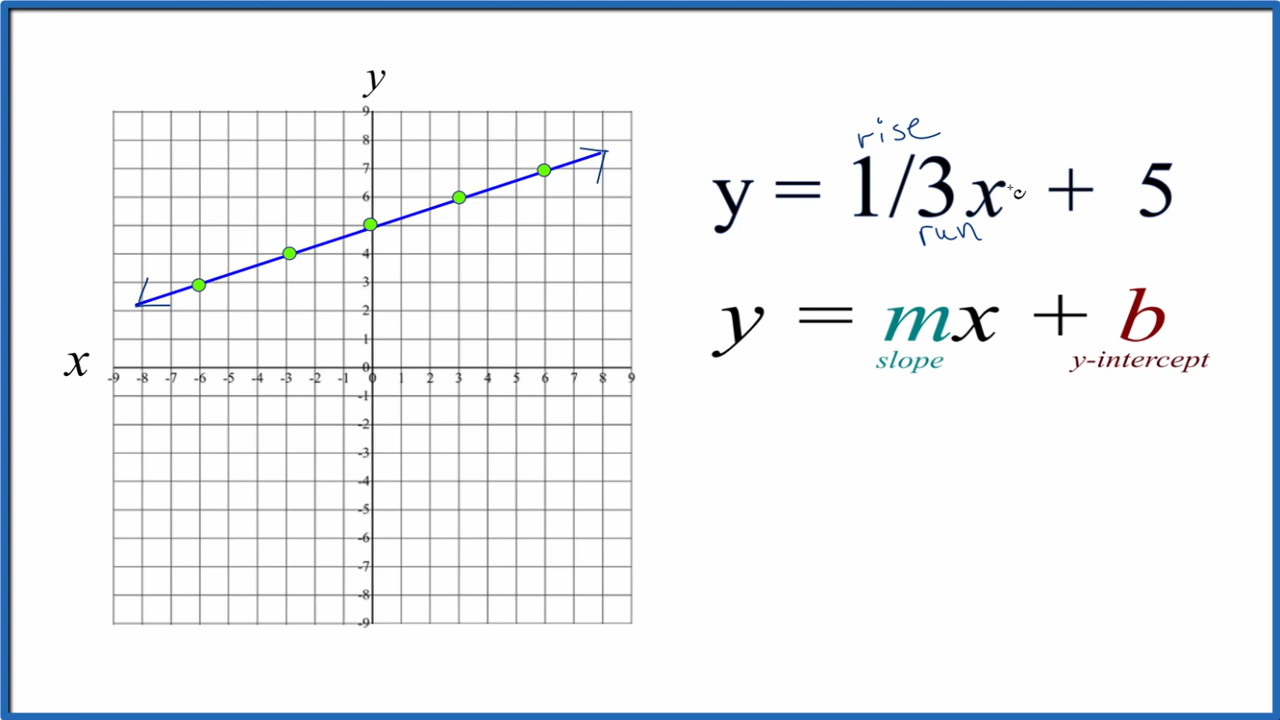 y
9
8
7
6
4
3
2
1
x
0
-9 -8 -7 -6 -5 -4 -3 -2 -1 0 1 2 3 4 5 6 7 8 9
-1
-2
-3
-4
-5
-6
-7
-8
-9
rise
y = 1/3x + 5
run
y = mx + b
slope y-intercept